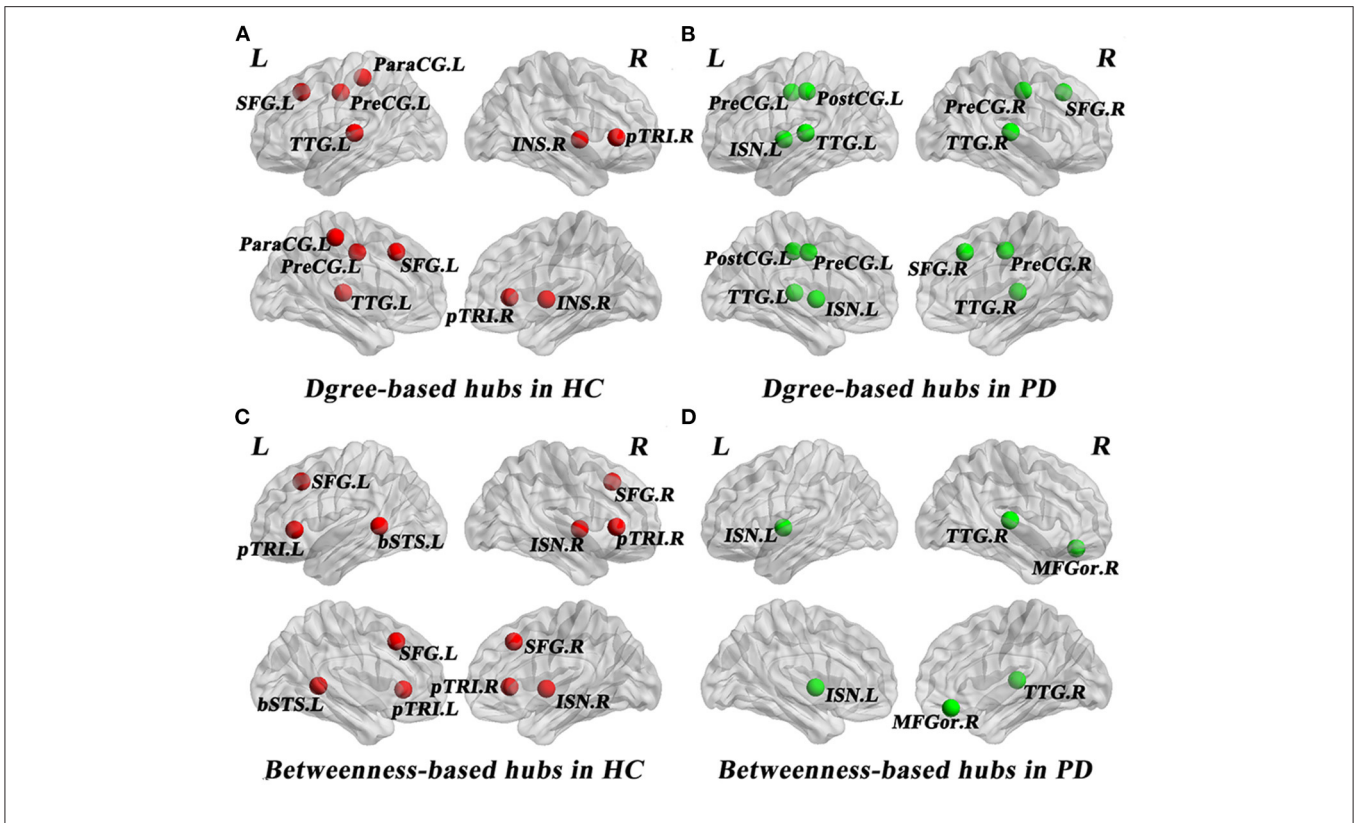 A
B
L
R
L
R
ParaCG.L
SFG.L
PreCG.L
TTG.L
INS.R
pTRI.R
PreCG.L
PostCG.L
ISN.L
TTG.L
PreCG.R
SFG.R
TTG.R
ParaCG.L
PreCG.L
SFG.L
TTG.L
pTRI.R
INS.R
PostCG.L
PreCG.L
TTG.L
ISN.L
SFG.R
PreCG.R
TTG.R
Dgree-based hubs in HC
Dgree-based hubs in PD
C
D
L
R
L
R
SFG.L
pTRI.L
bSTS.L
SFG.R
ISN.R
pTRI.R
ISN.L
TTG.R
MFGor.R
SFG.L
bSTS.L
pTRI.L
SFG.R
pTRI.R
ISN.R
ISN.L
TTG.R
MFGor.R
Betweenness-based hubs in HC
Betweenness-based hubs in PD